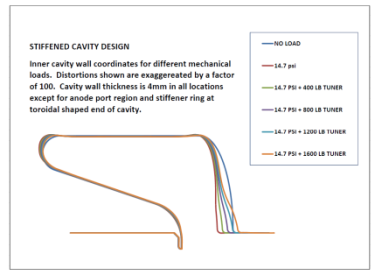 STIFFENED CAVITY DESIGN
Inner cavity wall coordinates for different mechanical
loads. Distortions shown are exaggereated by a factor
of 100. Cavity wall thickness is 4mm in all locations
except for anode port region and stiffener ring at
toroidal shaped end of cavity.
NO LOAD
14.7 psi
14.7 PSI + 400 LB TUNER
14.7 PSI + 800 LB TUNER
14.7 PSI + 1200 LB TUNER
14.7 PSI + 1600 LB TUNER